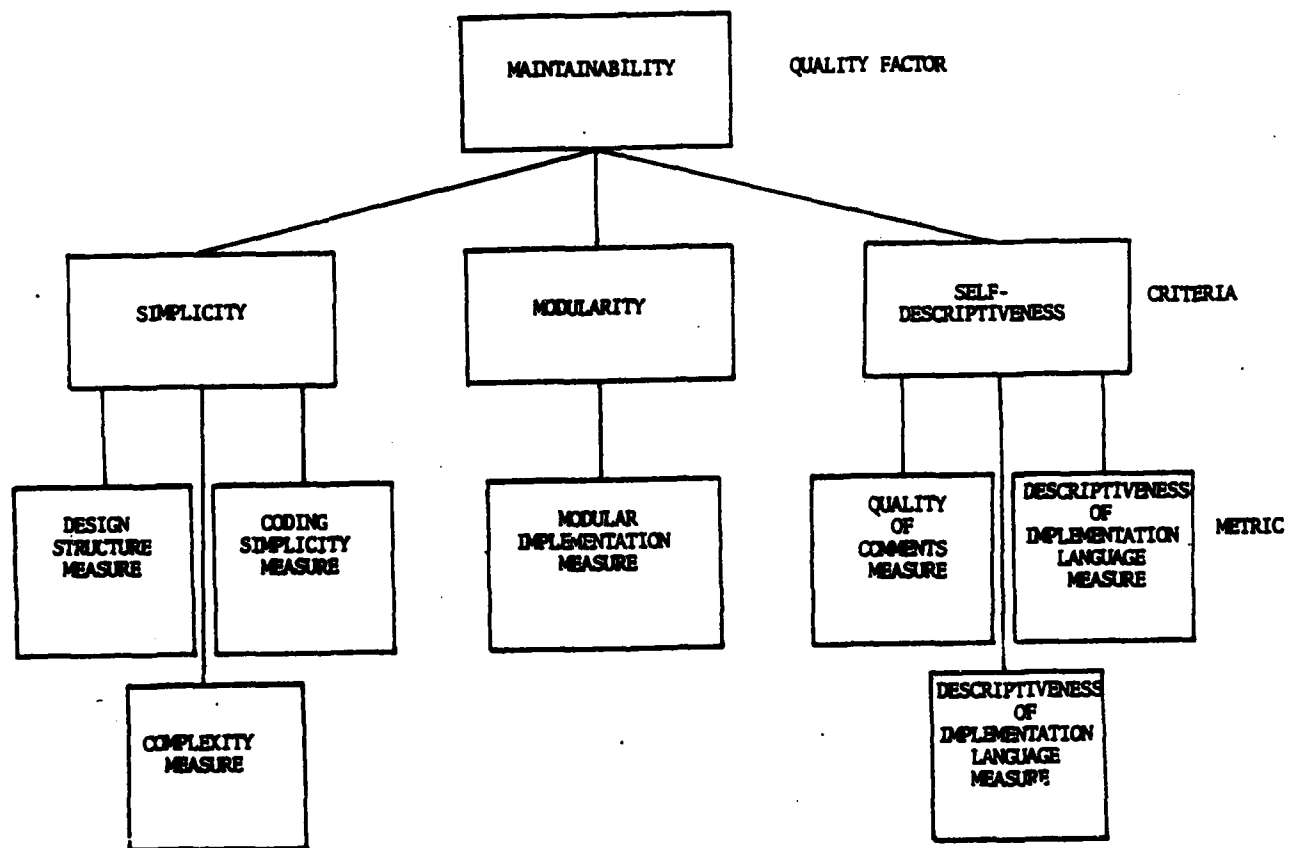 MAINTAINABILITY
QUALITY FACTOR
SIMPLICITY
MODULARITY
SELF-
DESCRIPTIVENESS
CRITERIA
DESIGN
STRUCTURE
MEASURE
CODING
SIMPLICITY
MEASURE
MODULAR
IMPLEMENTATION
MEASURE
QUALITY
OF
COMMENTS
MEASURE
DESCRIPTIVENESS
OF
IMPLEMENTATION
LANGUAGE
MEASURE
METRIC
COMPLEXITY
MEASURE
DESCRIPTIVENESS
OF
IMPLEMENTATION
LANGUAGE
MEASURE